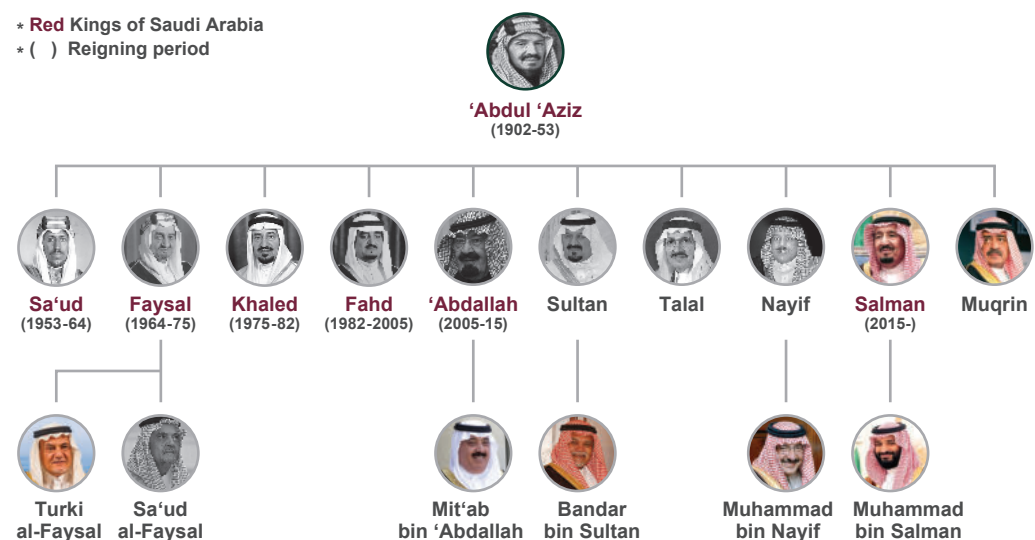 * Red Kings of Saudi Arabia
* ( ) Reigning period
‘Abdul ‘Aziz
(1902-53)
Sa‘ud
(1953-64)
Faysal
(1964-75)
Khaled
(1975-82)
Fahd
(1982-2005)
‘Abdallah
(2005-15)
Sultan
Talal
Nayif
Salman
(2015-)
Muqrin
Turki
al-Faysal
Sa‘ud
al-Faysal
Mit‘ab
bin ‘Abdallah
Bandar
bin Sultan
Muhammad
bin Nayif
Muhammad
bin Salman